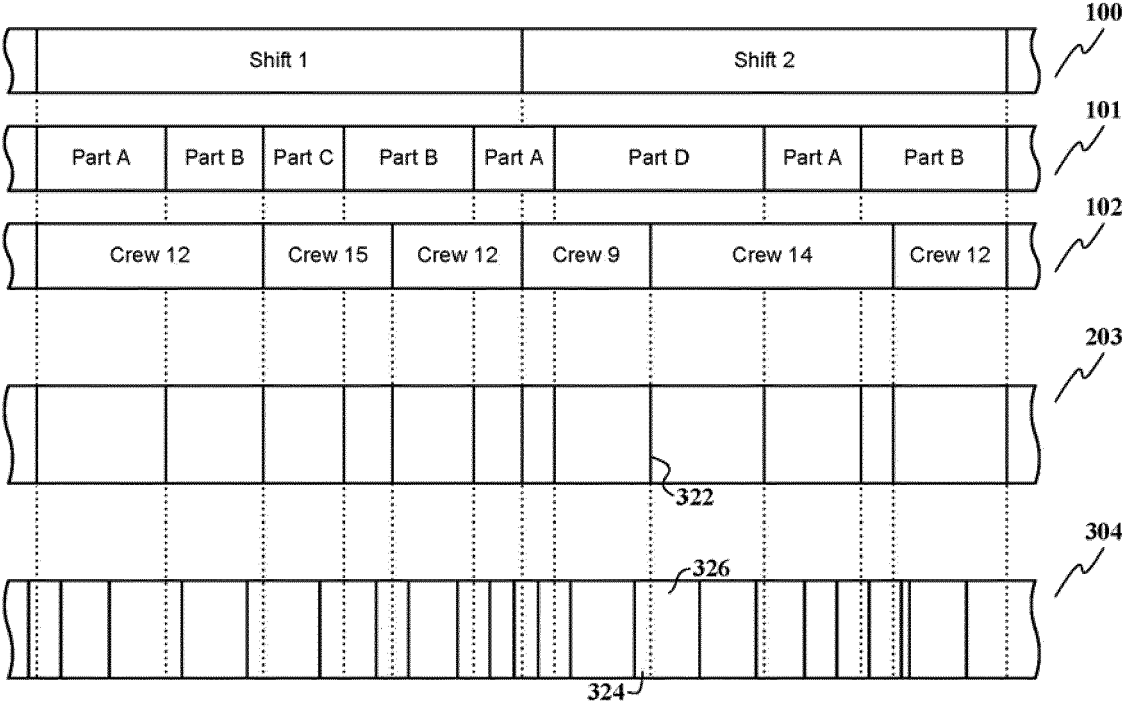 100
Shift 1 Shift 2
101
Part A Part B Part C Part B Part A Part D Part A Part B
102
Crew 12 Crew 15 Crew 12 Crew 9 Crew 14 Crew 12
203
322
304
326
324